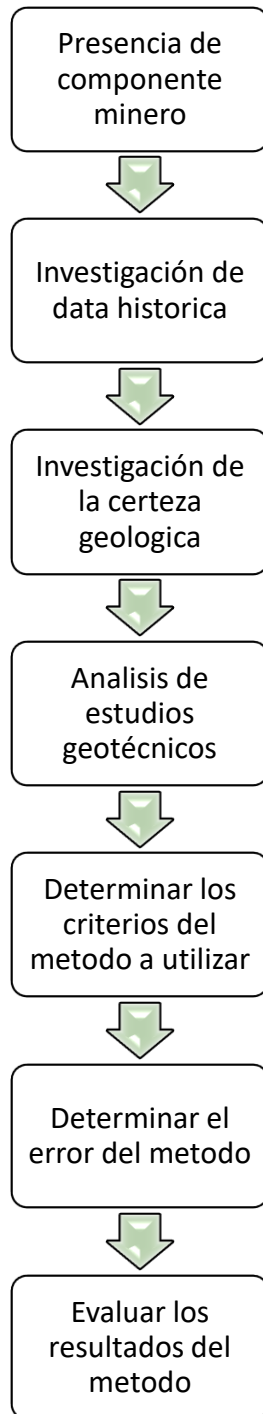 Presencia de
componente
minero
Investigación de
data historica
Investigación de
la certeza
geologica
Analisis de
estudios
geotécnicos
Determinar los
criterios del
metodo a utilizar
Determinar el
error del metodo
Evaluar los
resultados del
metodo